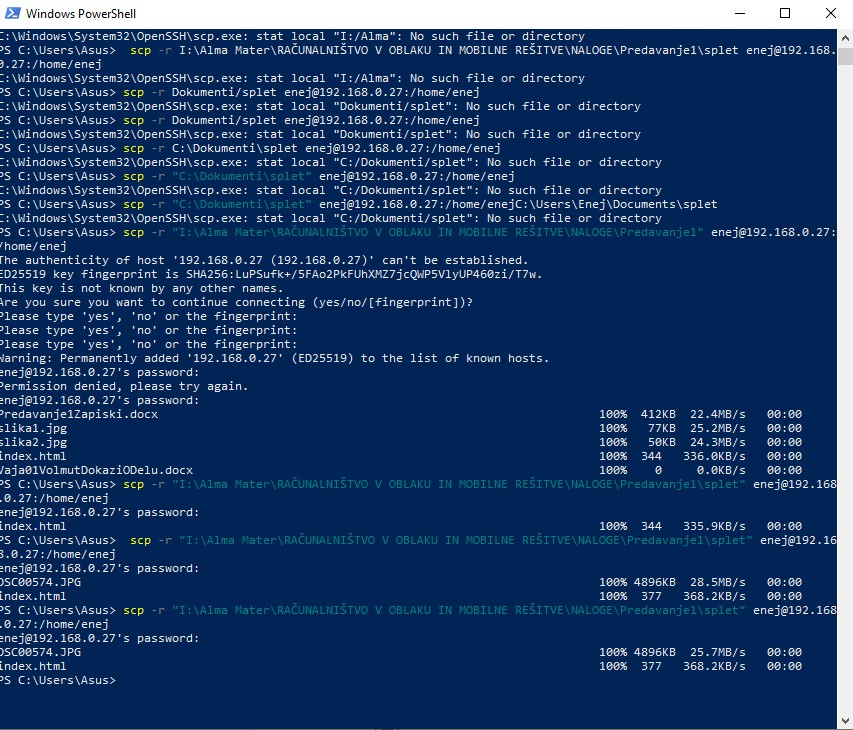 Windows PowerShell
C:\Windows\System32\OpenSSH\scp.exe: stat local "I:/Alma": No such file or directory
PS C:\Users\Asus>  scp -r I:\Alma Mater\RAČUNALNIŠTVO V OBLAKU IN MOBILNE REŠITVE\NALOGE\Predavanje1\splet enej@192.168.
0.27:/home/enej
C:\Windows\System32\OpenSSH\scp.exe: stat local "I:/Alma": No such file or directory
PS C:\Users\Asus> scp -r Dokumenti/splet enej@192.168.0.27:/home/enej
C:\Windows\System32\OpenSSH\scp.exe: stat local "Dokumenti/splet": No such file or directory
PS C:\Users\Asus> scp -r Dokumenti/splet enej@192.168.0.27:/home/enej
C:\Windows\System32\OpenSSH\scp.exe: stat local "Dokumenti/splet": No such file or directory
PS C:\Users\Asus> scp -r C:\Dokumenti\splet enej@192.168.0.27:/home/enej
C:\Windows\System32\OpenSSH\scp.exe: stat local "C:/Dokumenti/splet": No such file or directory
PS C:\Users\Asus> scp -r "C:\Dokumenti\splet" enej@192.168.0.27:/home/enej
C:\Windows\System32\OpenSSH\scp.exe: stat local "C:/Dokumenti/splet": No such file or directory
PS C:\Users\Asus> scp -r "C:\Dokumenti\splet" enej@192.168.0.27:/home/enejC:\Users\Enej\Documents\splet
C:\Windows\System32\OpenSSH\scp.exe: stat local "C:/Dokumenti/splet": No such file or directory
PS C:\Users\Asus> scp -r "I:\Alma Mater\RAČUNALNIŠTVO V OBLAKU IN MOBILNE REŠITVE\NALOGE\Predavanje1" enej@192.168.0.27:
/home/enej
The authenticity of host '192.168.0.27 (192.168.0.27)' can't be established.
ED25519 key fingerprint is SHA256:LuPSufk+/5FAo2PkFUhXMZ7jcQWP5VlyUP460zi/T7w.
This key is not known by any other names.
Are you sure you want to continue connecting (yes/no/[fingerprint])?
Please type 'yes', 'no' or the fingerprint:
Please type 'yes', 'no' or the fingerprint:
Please type 'yes', 'no' or the fingerprint:
Warning: Permanently added '192.168.0.27' (ED25519) to the list of known hosts.
enej@192.168.0.27's password:
Permission denied, please try again.
enej@192.168.0.27's password:
Predavanje1Zapiski.docx 100% 412KB 22.4MB/s 00:00
slika1.jpg 100% 77KB 25.2MB/s 00:00
slika2.jpg 100% 50KB 24.3MB/s 00:00
index.html 100% 344 336.0KB/s 00:00
Vaja01VolmutDokaziODelu.docx 100% 0 0.0KB/s 00:00
PS C:\Users\Asus> scp -r "I:\Alma Mater\RAČUNALNIŠTVO V OBLAKU IN MOBILNE REŠITVE\NALOGE\Predavanje1\splet" enej@192.168
.0.27:/home/enej
enej@192.168.0.27's password:
index.html 100% 344 335.9KB/s 00:00
PS C:\Users\Asus>  scp -r "I:\Alma Mater\RAČUNALNIŠTVO V OBLAKU IN MOBILNE REŠITVE\NALOGE\Predavanje1\splet" enej@192.16
8.0.27:/home/enej
enej@192.168.0.27's password:
DSC00574.JPG 100% 4896KB 28.5MB/s 00:00
index.html 100% 377 368.2KB/s 00:00
PS C:\Users\Asus> scp -r "I:\Alma Mater\RAČUNALNIŠTVO V OBLAKU IN MOBILNE REŠITVE\NALOGE\Predavanje1\splet" enej@192.168
.0.27:/home/enej
enej@192.168.0.27's password:
DSC00574.JPG 100% 4896KB 25.7MB/s 00:00
index.html 100% 377 368.2KB/s 00:00
PS C:\Users\Asus>